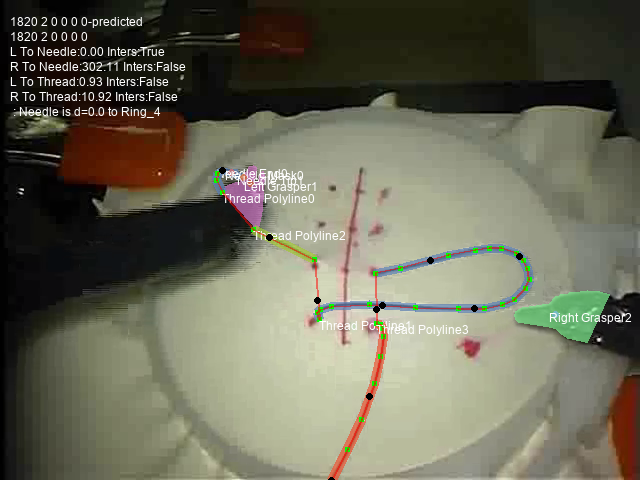 1820 2 0 0 0 0-predicted
1820 2 0 0 0 0
L To Needle:0.00 Inters:True
R To Needle:302.11 Inters:False
L To Thread:0.93 Inters:False
R To Thread:10.92 Inters:False
: Needle is d=0.0 to Ring_4
Left Grasper1
Thread Polyline0
Thread Polyline2
Right Grasper2
Thread Polyline1
Thread Polyline3